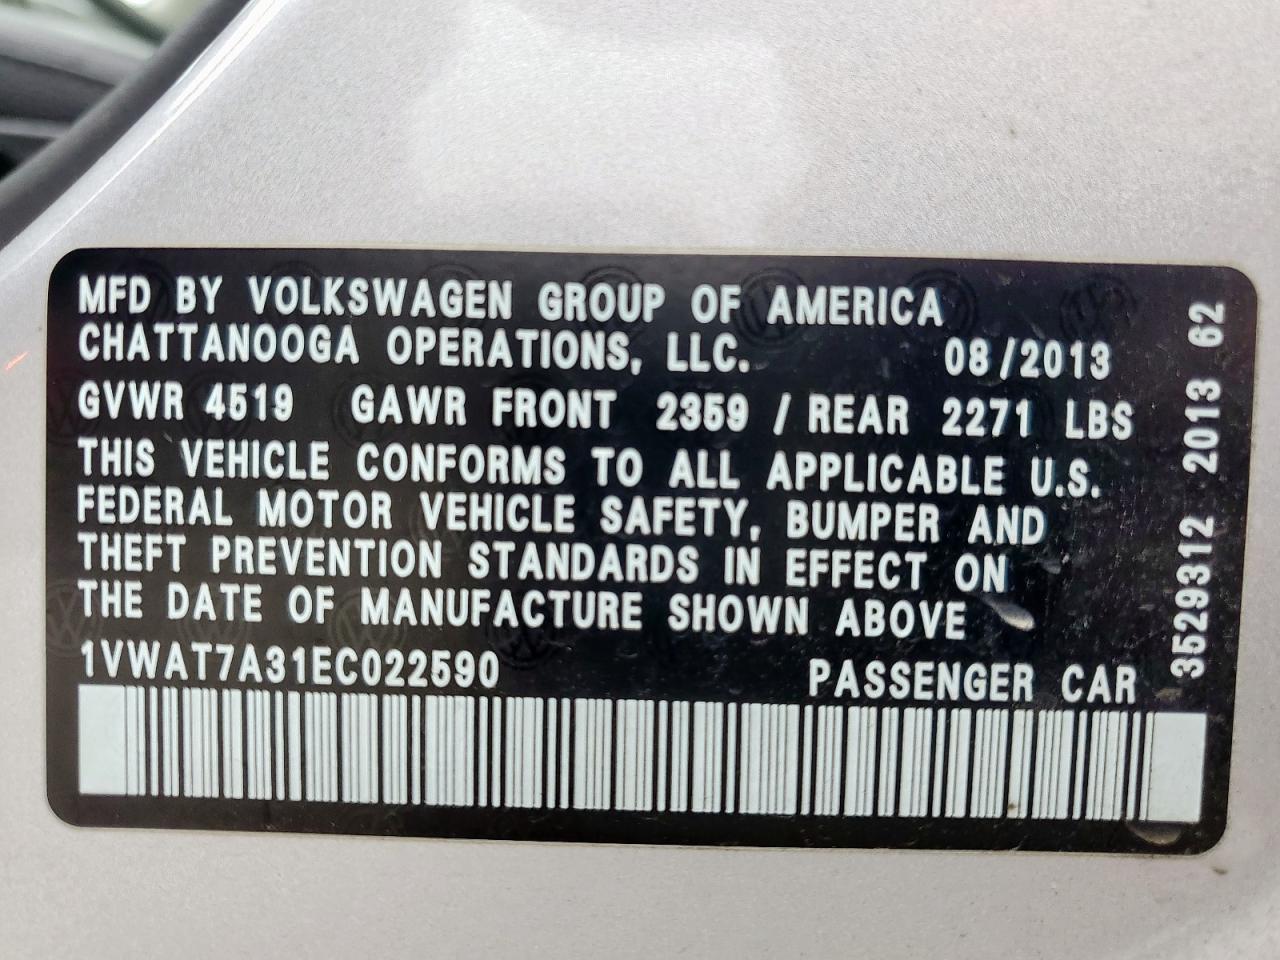 MFD BY VOLKSWAGEN GROUP OF AMERICA
CHATTANOOGA OPERATIONS, LLC. 08/2013
GVWR 4519 GAWR FRONT 2359 / REAR 2271 LBS
THIS VEHICLE CONFORMS TO ALL APPLICABLE U.S.
FEDERAL MOTOR VEHICLE SAFETY, BUMPER AND
THEFT PREVENTION STANDARDS IN EFFECT ON
THE DATE OF MANUFACTURE SHOWN ABOVE
1VWAT7A31EC022590 PASSENGER CAR
3529312 2013 62